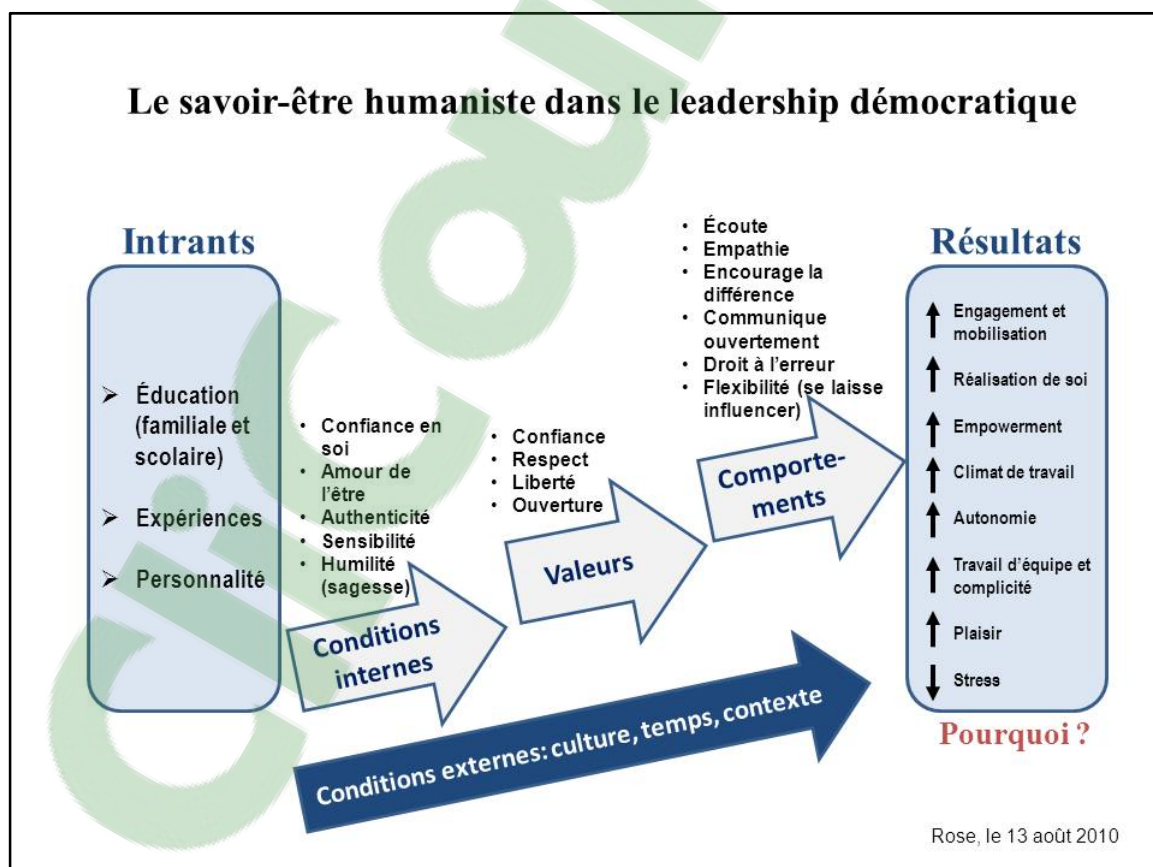 Le savoir-être humaniste dans le leadership démocratique
Intrants
➢ Éducation
(familiale et
scolaire)
➢ Expériences
➢ Personnalité
• Confiance en
soi
• Amour de
l’être
• Authenticité
• Sensibilité
• Humilité
(sagesse)
Conditions
internes
• Confiance
• Respect
• Liberté
• Ouverture
Valeurs
• Écoute
• Empathie
• Encourage la
différence
• Communique
ouvertement
• Droit à l’erreur
• Flexibilité (se laisse
influencer)
Comporte-
ments
Conditions externes: culture, temps, contexte
Résultats
Engagement et
mobilisation
Réalisation de soi
Empowerment
Climat de travail
Autonomie
Travail d’équipe et
complicité
Plaisir
Stress
Pourquoi ?
Rose, le 13 août 2010